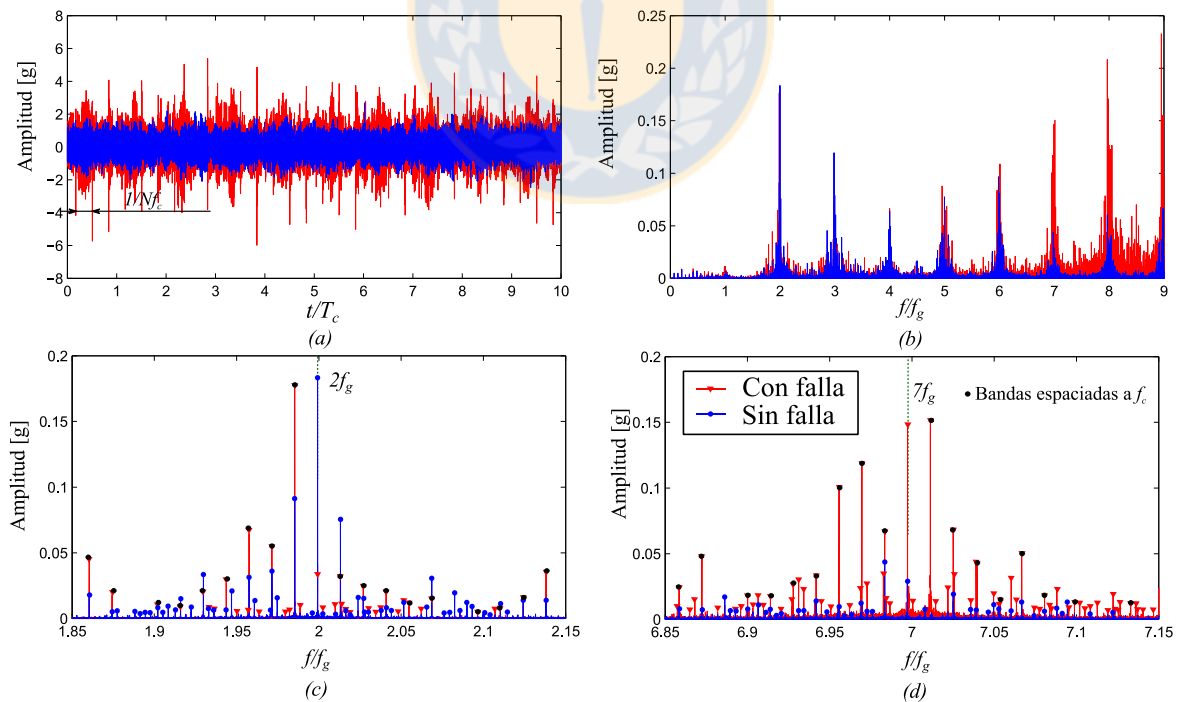 Amplitud [g]
8
6
4
2
0
−2
−4
−6
−8
1/Nf_c
0 1 2 3 4 5 6 7 8 9 10
t/T_c
(a)
Amplitud [g]
0.25
0.2
0.15
0.1
0.05
0
0 1 2 3 4 5 6 7 8 9
f/f_g
(b)
Amplitud [g]
0.2
0.15
0.1
0.05
0
2f_g
1.85 1.9 1.95 2 2.05 2.1 2.15
f/f_g
(c)
Amplitud [g]
0.2
0.15
0.1
0.05
0
Con falla
Sin falla
7f_g
Bandas espaciadas a f_c
6.85 6.9 6.95 7 7.05 7.1 7.15
f/f_g
(d)